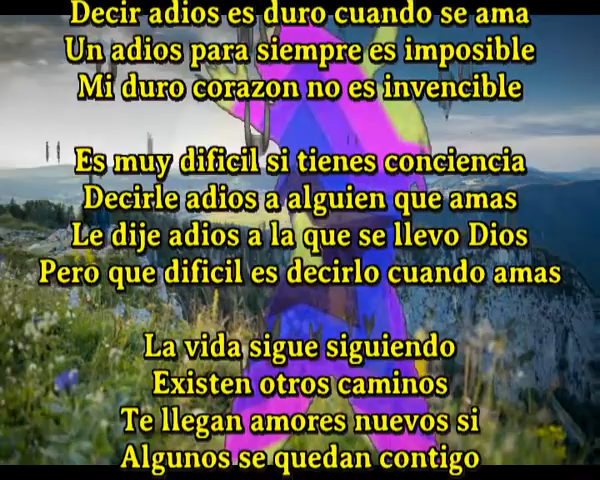 Decir adios es duro cuando se ama
Un adios para siempre es imposible
Mi duro corazon no es invencible
Es muy dificil si tienes conciencia
Decirle adios a alguien que amas
Le dije adios a la que se llevo Dios
Pero que dificil es decirlo cuando amas
La vida sigue siguiendo
Existen otros caminos
Te llegan amores nuevos si
Algunos se quedan contigo